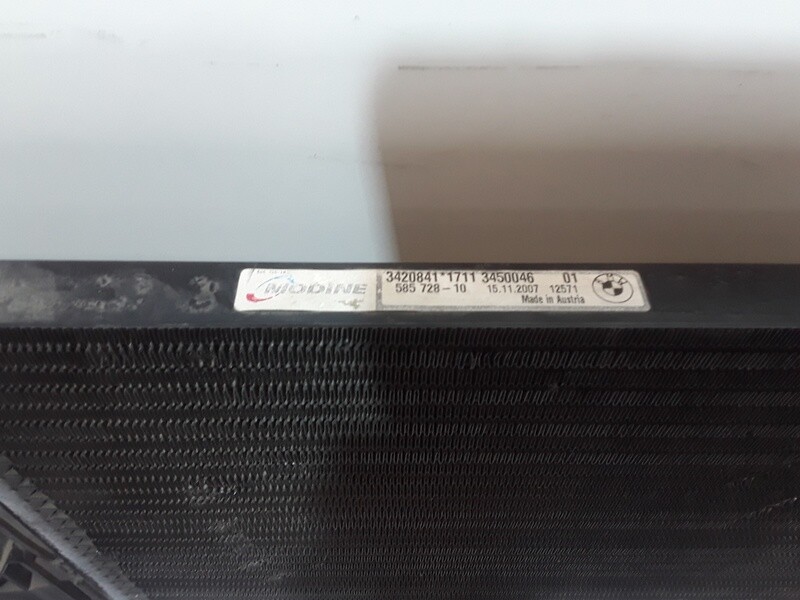 MODINE
3420841*1711 3450046 01
585 728-10 15.11.2007 12571
Made in Austria